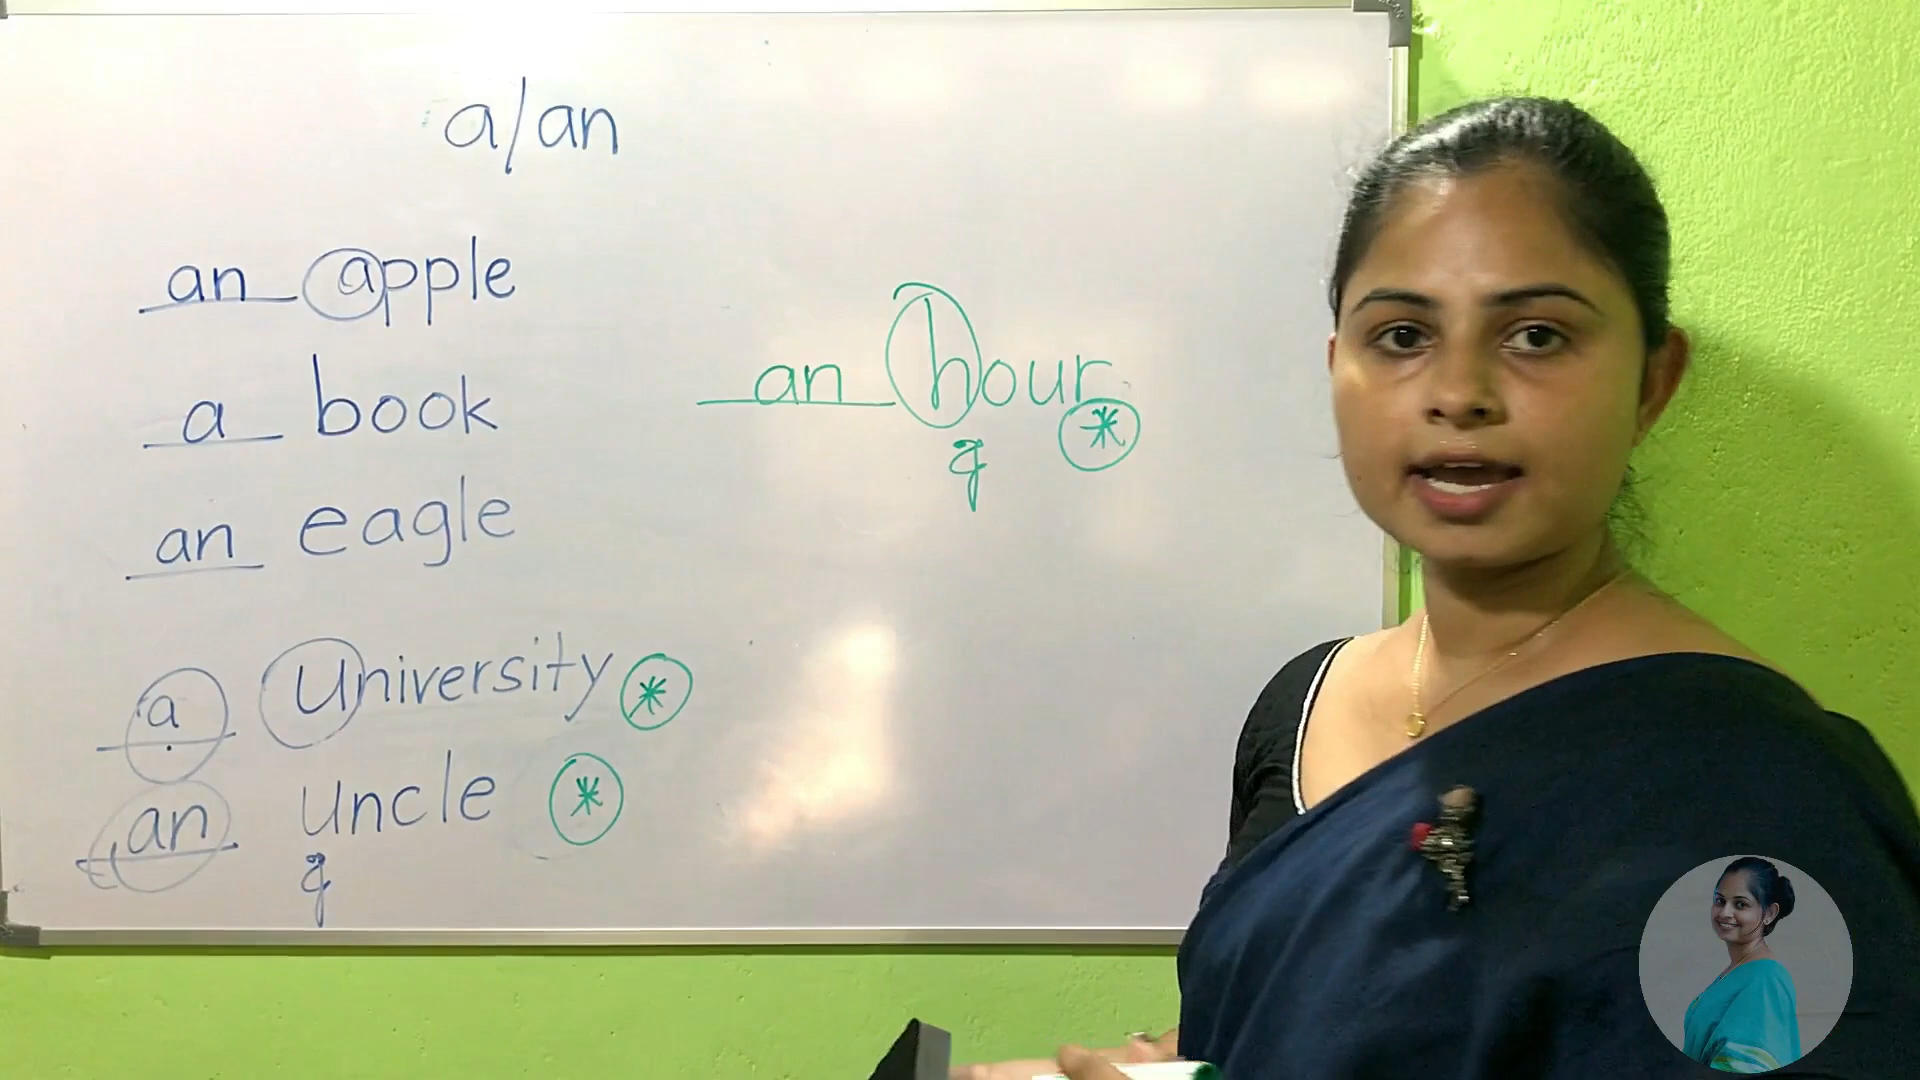 a/an
an apple
a book
an eagle
a University *
an uncle *
an hour *